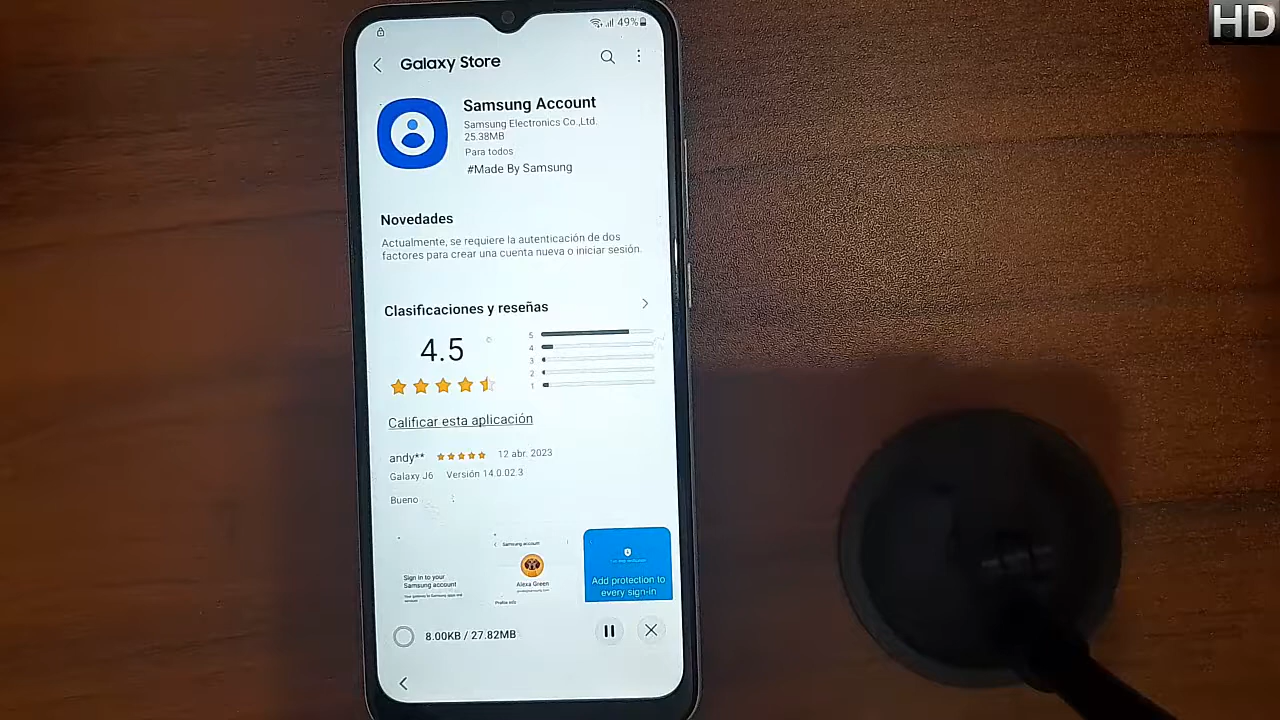 HD
49%
Galaxy Store
Samsung Account
Samsung Electronics Co.,Ltd.
25.38MB
Para todos
#Made By Samsung
Novedades
Actualmente, se requiere la autenticación de dos
factores para crear una cuenta nueva o iniciar sesión.
Clasificaciones y reseñas
4.5
5
4
3
2
1
Calificar esta aplicación
andy** 12 abr. 2023
Galaxy J6 Versión 14.0.02.3
Bueno
Sign in to your
Samsung account
Samsung account
Alexa Green
Profile info
Add protection to
every sign-in
8.00KB / 27.82MB